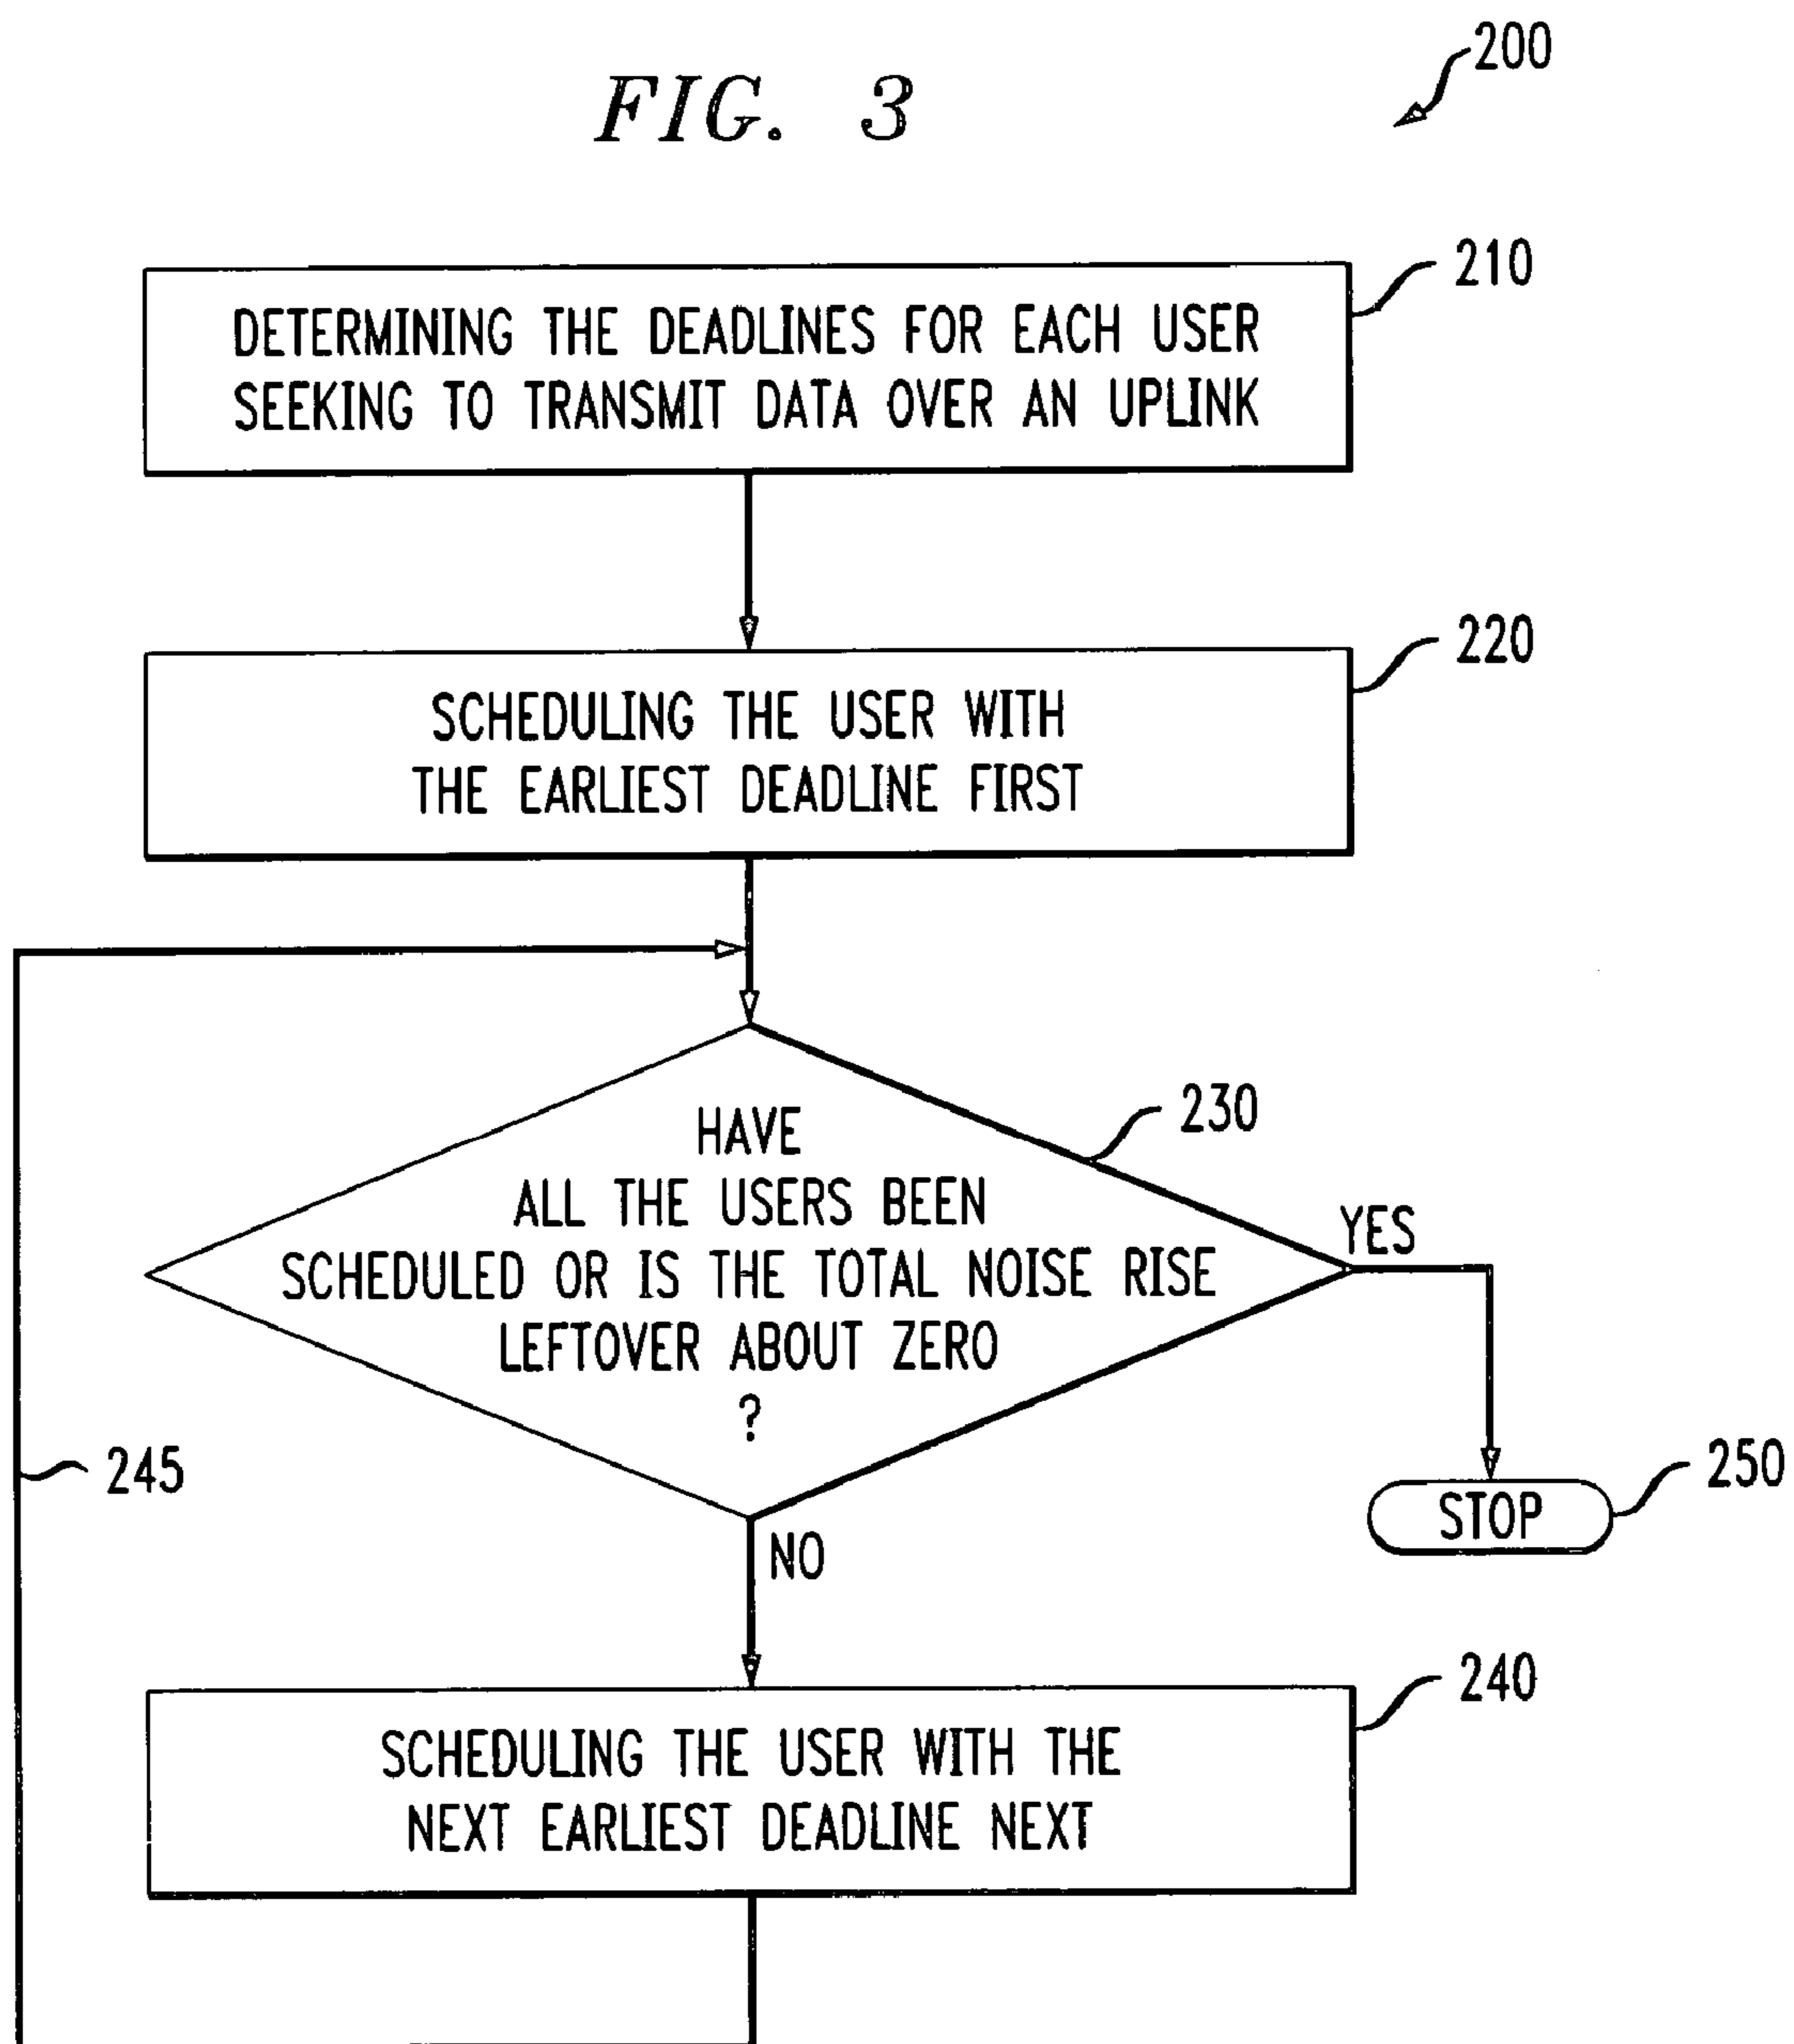 FIG. 3
200
210
DETERMINING THE DEADLINES FOR EACH USER
SEEKING TO TRANSMIT DATA OVER AN UPLINK
220
SCHEDULING THE USER WITH
THE EARLIEST DEADLINE FIRST
230
HAVE
ALL THE USERS BEEN
SCHEDULED OR IS THE TOTAL NOISE RISE
LEFTOVER ABOUT ZERO
?
YES
245
250
STOP
NO
240
SCHEDULING THE USER WITH THE
NEXT EARLIEST DEADLINE NEXT